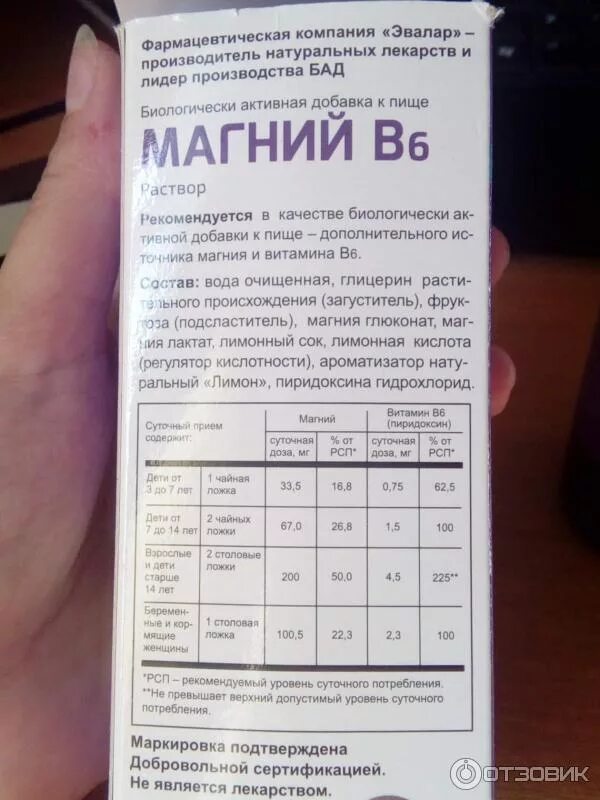 Фармацевтическая компания «Эвалар» –
производитель натуральных лекарств и
лидер производства БАД
Биологически активная добавка к пище
МАГНИЙ В6
Раствор
Рекомендуется в качестве биологически ак-
тивной добавки к пище – дополнительного ис-
точника магния и витамина В6.
Состав: вода очищенная, глицерин расти-
тельного происхождения (загуститель), фрук-
тоза (подсластитель), магния глюконат, маг-
ния лактат, лимонный сок, лимонная кислота
(регулятор кислотности), ароматизатор нату-
ральный «Лимон», пиридоксина гидрохлорид.
Суточный прием содержит: Магний Витамин В6 (пиридоксин)
суточная доза, мг % от РСП* суточная доза, мг % от РСП*
Дети от 3 до 7 лет 1 чайная ложка 33,5 16,8 0,75 62,5
Дети от 7 до 14 лет 2 чайных ложки 67,0 26,8 1,5 100
Взрослые и дети старше 14 лет 2 столовые ложки 200 50,0 4,5 225**
Беремен-ные и кор-мящие женщины 1 столовая ложка 100,5 22,3 2,3 100
*РСП – рекомендуемый уровень суточного потребления.
**Не превышает верхний допустимый уровень суточного
потребления.
Маркировка подтверждена
Добровольной сертификацией.
Не является лекарством.
ОТЗОВИК